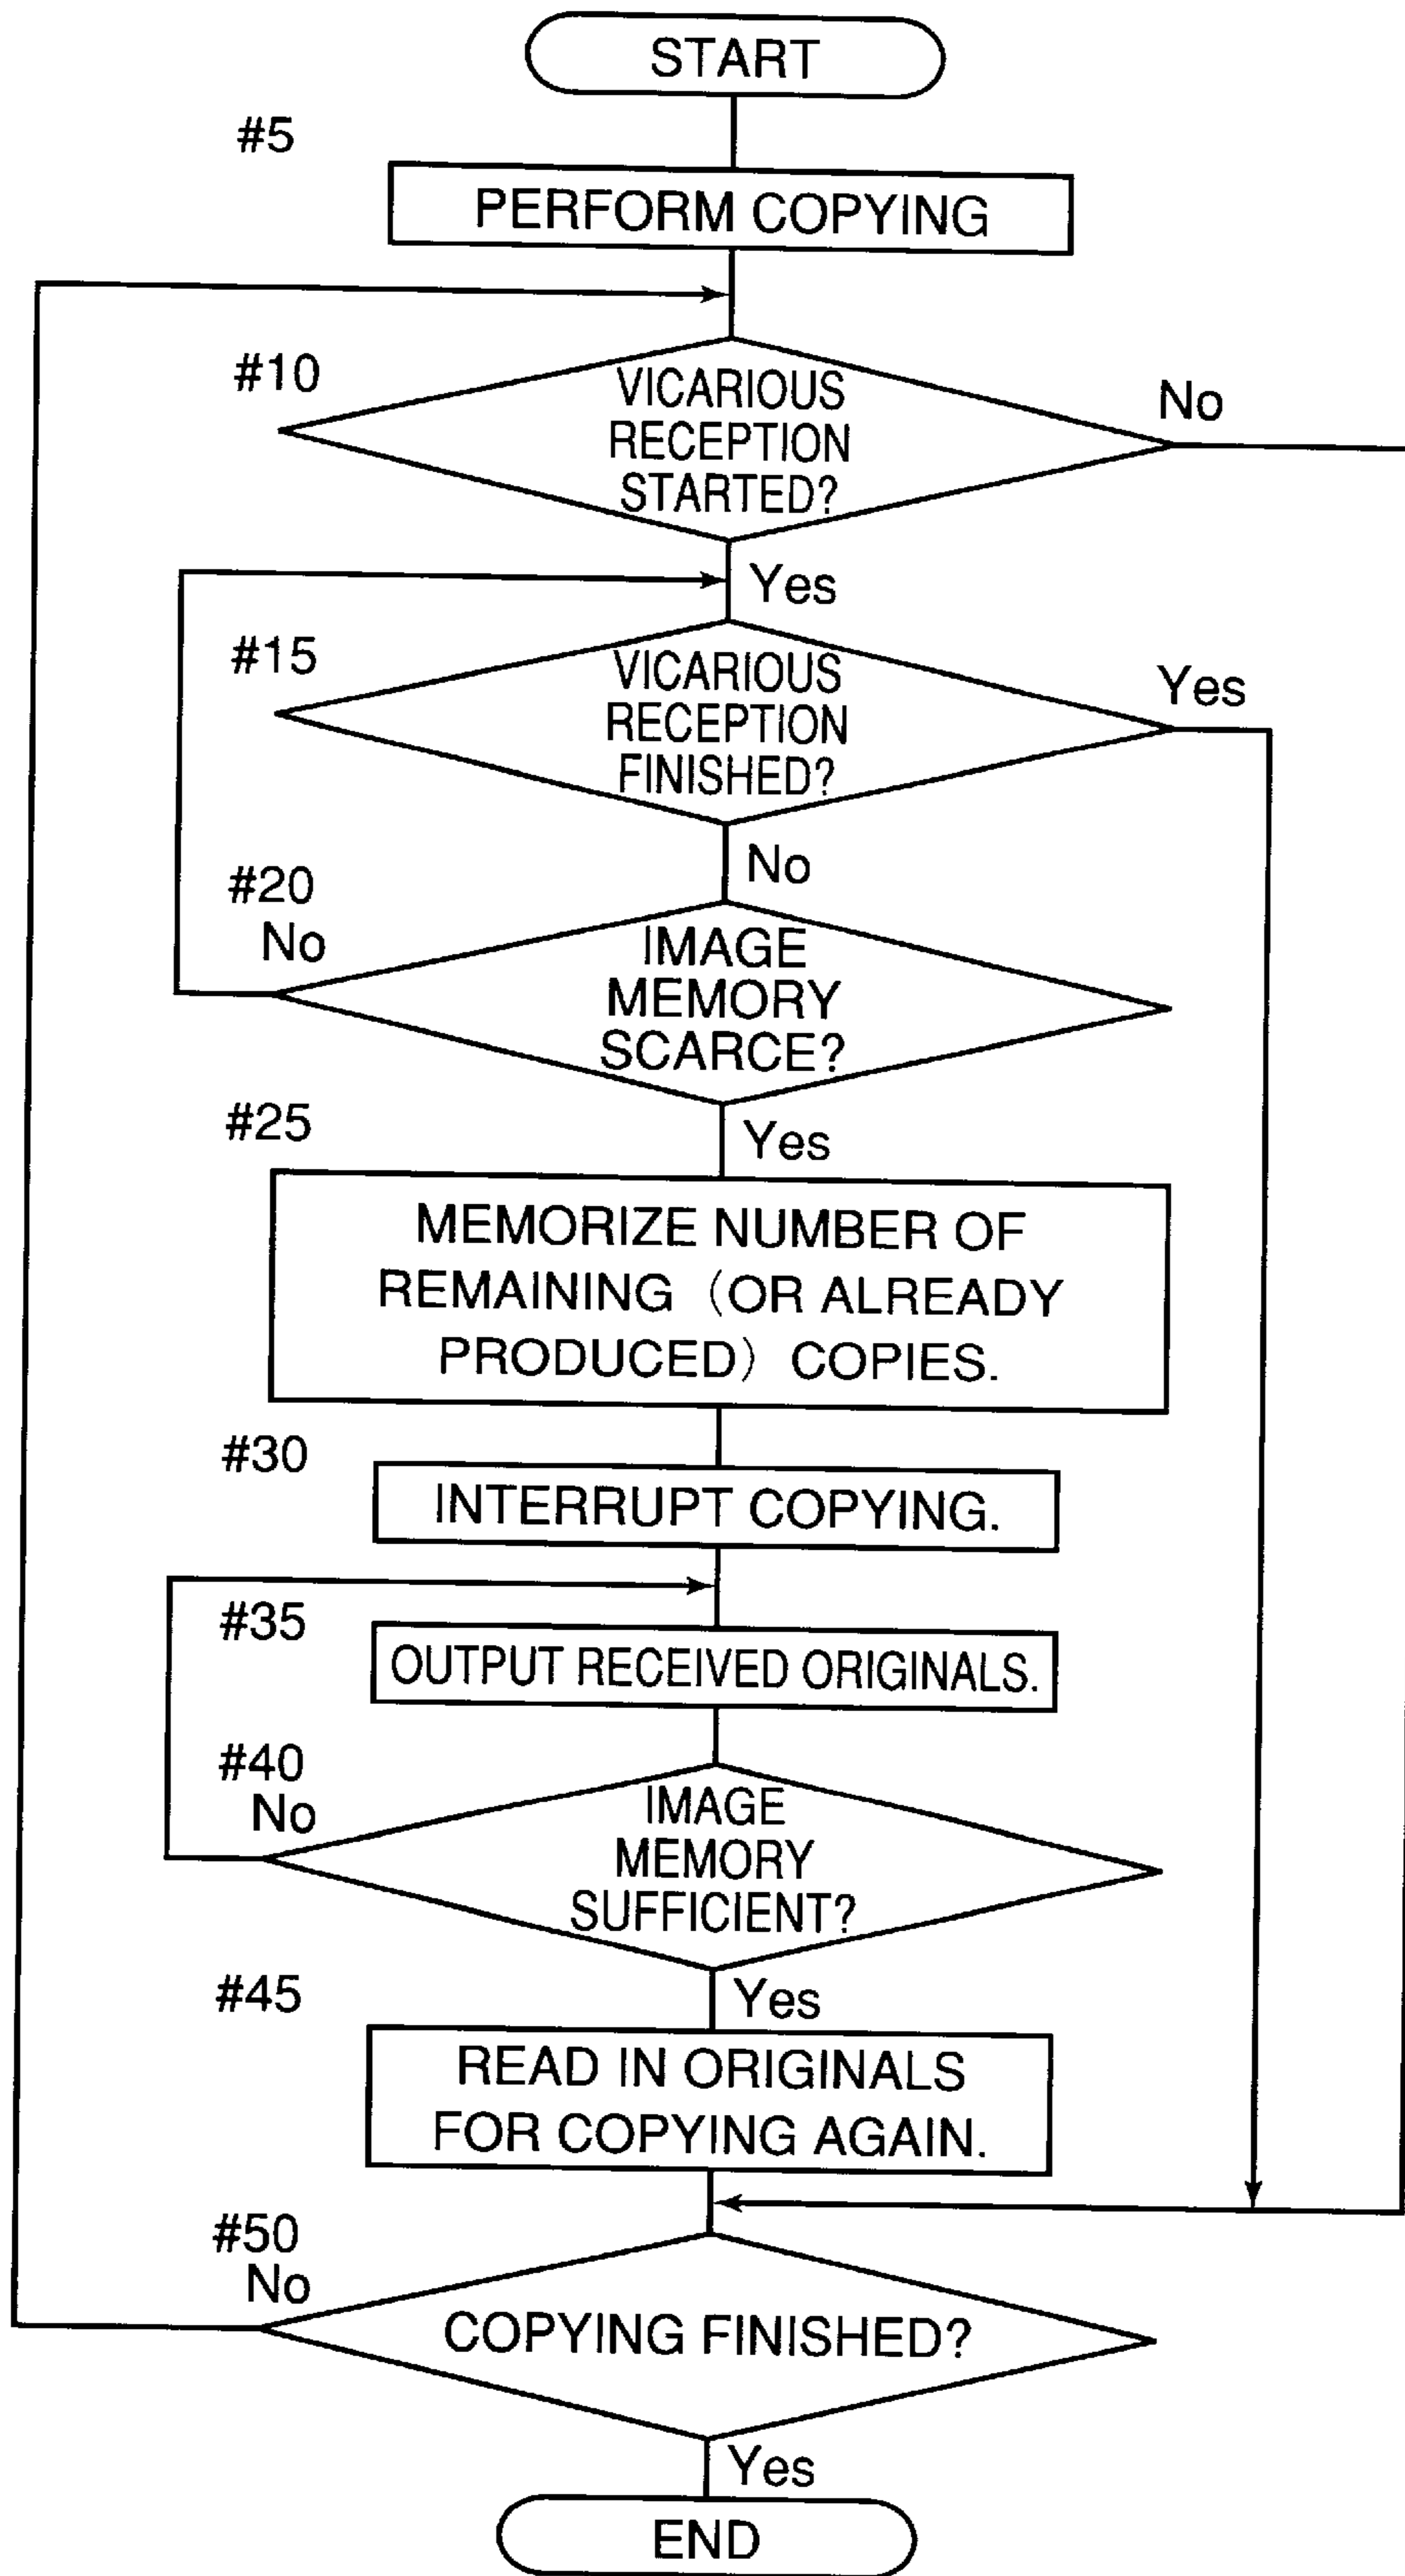 START
#5
PERFORM COPYING
#10
VICARIOUS
RECEPTION
STARTED?
No
Yes
#15
VICARIOUS
RECEPTION
FINISHED?
Yes
No
#20
No
IMAGE
MEMORY
SCARCE?
Yes
#25
MEMORIZE NUMBER OF
REMAINING (OR ALREADY
PRODUCED) COPIES.
#30
INTERRUPT COPYING.
#35
OUTPUT RECEIVED ORIGINALS.
#40
No
IMAGE
MEMORY
SUFFICIENT?
Yes
#45
READ IN ORIGINALS
FOR COPYING AGAIN.
#50
No
COPYING FINISHED?
Yes
END